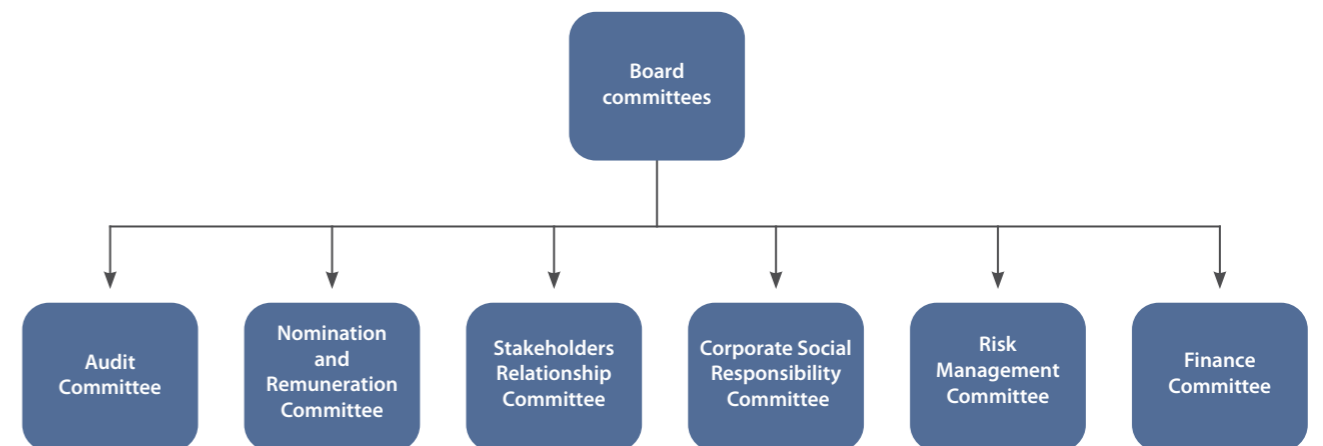 Board
committees
Audit
Committee
Nomination
and
Remuneration
Committee
Stakeholders
Relationship
Committee
Corporate Social
Responsibility
Committee
Risk
Management
Committee
Finance
Committee